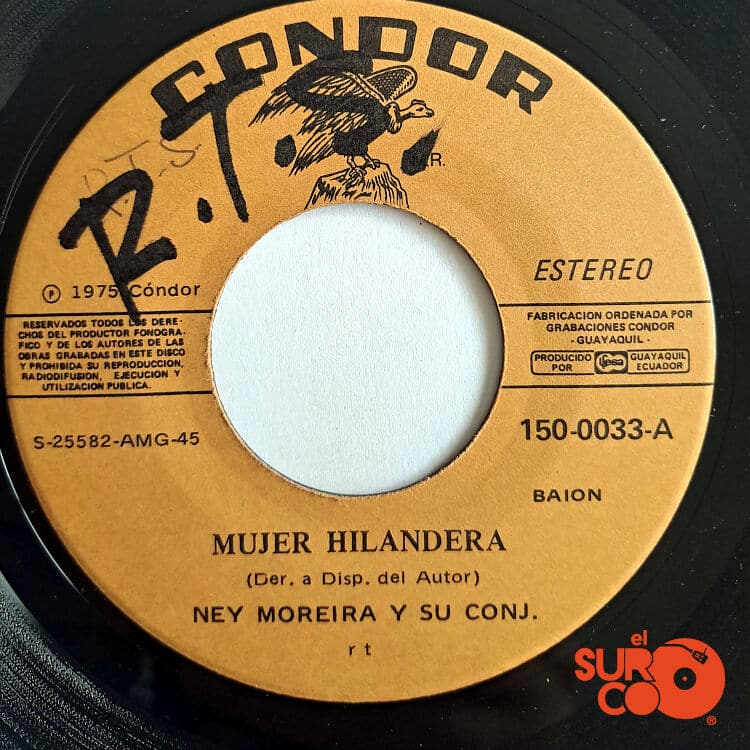 CONDOR
R.T.S.
R.T.
R.
ESTEREO
℗ 1975 Cóndor
RESERVADOS TODOS LOS DERE-
CHOS DEL PRODUCTOR FONOGRA-
FICO Y DE LOS AUTORES DE LAS
OBRAS GRABADAS EN ESTE DISCO
Y PROHIBIDA SU REPRODUCCION,
RADIODIFUSION, EJECUCION Y
UTILIZACION PUBLICA.
FABRICACION ORDENADA POR
GRABACIONES CONDOR
- GUAYAQUIL -
PRODUCIDO
POR
GUAYAQUIL
ECUADOR
S-25582-AMG-45
150-0033-A
BAION
MUJER HILANDERA
(Der. a Disp. del Autor)
NEY MOREIRA Y SU CONJ.
r t
el
SUR
CO
®